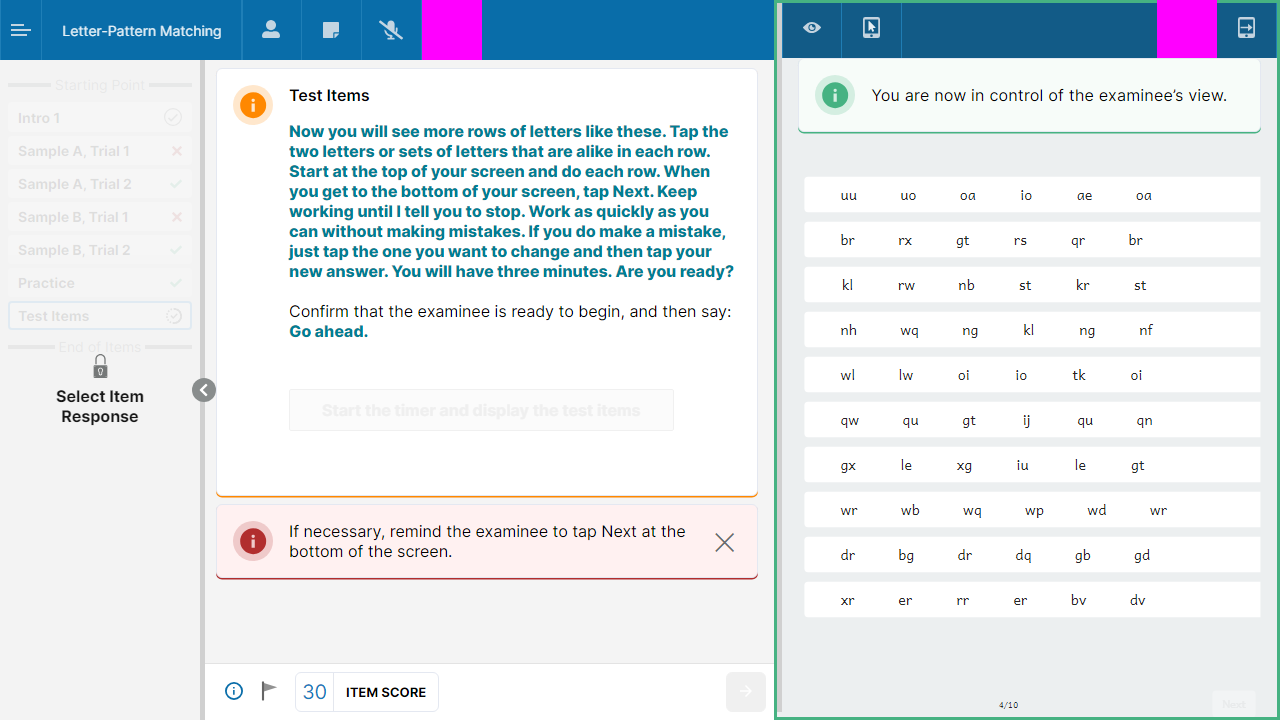 Letter-Pattern Matching
Starting Point
Intro 1
Sample A, Trial 1
Sample A, Trial 2
Sample B, Trial 1
Sample B, Trial 2
Practice
Test Items
End of Items
Select Item
Response
Test Items
Now you will see more rows of letters like these. Tap the
two letters or sets of letters that are alike in each row.
Start at the top of your screen and do each row. When
you get to the bottom of your screen, tap Next. Keep
working until I tell you to stop. Work as quickly as you
can without making mistakes. If you do make a mistake,
just tap the one you want to change and then tap your
new answer. You will have three minutes. Are you ready?
Confirm that the examinee is ready to begin, and then say:
Go ahead.
Start the timer and display the test items
If necessary, remind the examinee to tap Next at the
bottom of the screen.
30 ITEM SCORE
You are now in control of the examinee's view.
uu uo oa io ae oa
br rx gt rs qr br
kl rw nb st kr st
nh wq ng kl ng nf
wl lw oi io tk oi
qw qu gt ij qu qn
gx le xg iu le gt
wr wb wq wp wd wr
dr bg dr dq gb gd
xr er rr er bv dv
4/10
Next